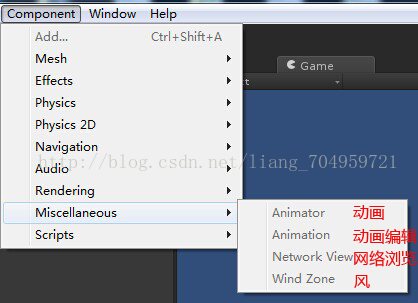 Component Window Help
Add... Ctrl+Shift+A
Mesh
Effects
Game
Physics
Physics 2D
Navigation
http://blog.csdn.net/liang_704959721
Audio
Rendering
Miscellaneous
Scripts
Animator 动画
Animation 动画编辑
Network View 网络浏览
Wind Zone 风